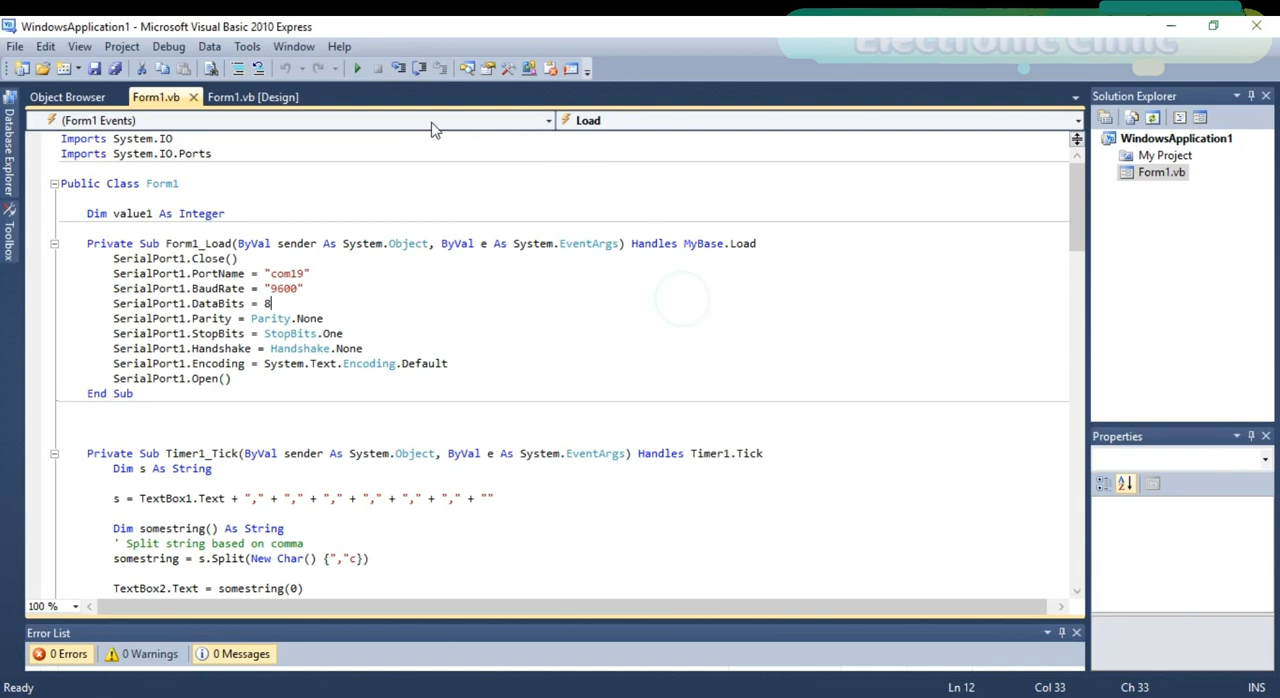 WindowsApplication1 - Microsoft Visual Basic 2010 Express
Electronic Clinic
File Edit View Project Debug Data Tools Window Help
Object Browser Form1.vb Form1.vb [Design]
Solution Explorer
(Form1 Events) Load
Database Explorer
Toolbox
Imports System.IO
Imports System.IO.Ports
Public Class Form1
Dim value1 As Integer
Private Sub Form1_Load(ByVal sender As System.Object, ByVal e As System.EventArgs) Handles MyBase.Load
SerialPort1.Close()
SerialPort1.PortName = "com19"
SerialPort1.BaudRate = "9600"
SerialPort1.DataBits = 8
SerialPort1.Parity = Parity.None
SerialPort1.StopBits = StopBits.One
SerialPort1.Handshake = Handshake.None
SerialPort1.Encoding = System.Text.Encoding.Default
SerialPort1.Open()
End Sub
Private Sub Timer1_Tick(ByVal sender As System.Object, ByVal e As System.EventArgs) Handles Timer1.Tick
Dim s As String
s = TextBox1.Text + "," + "," + "," + "," + "," + "," + ""
Dim somestring() As String
' Split string based on comma
somestring = s.Split(New Char() {","c})
TextBox2.Text = somestring(0)
100 %
WindowsApplication1
My Project
Form1.vb
Properties
Error List
0 Errors 0 Warnings 0 Messages
Ready Ln 12 Col 33 Ch 33 INS